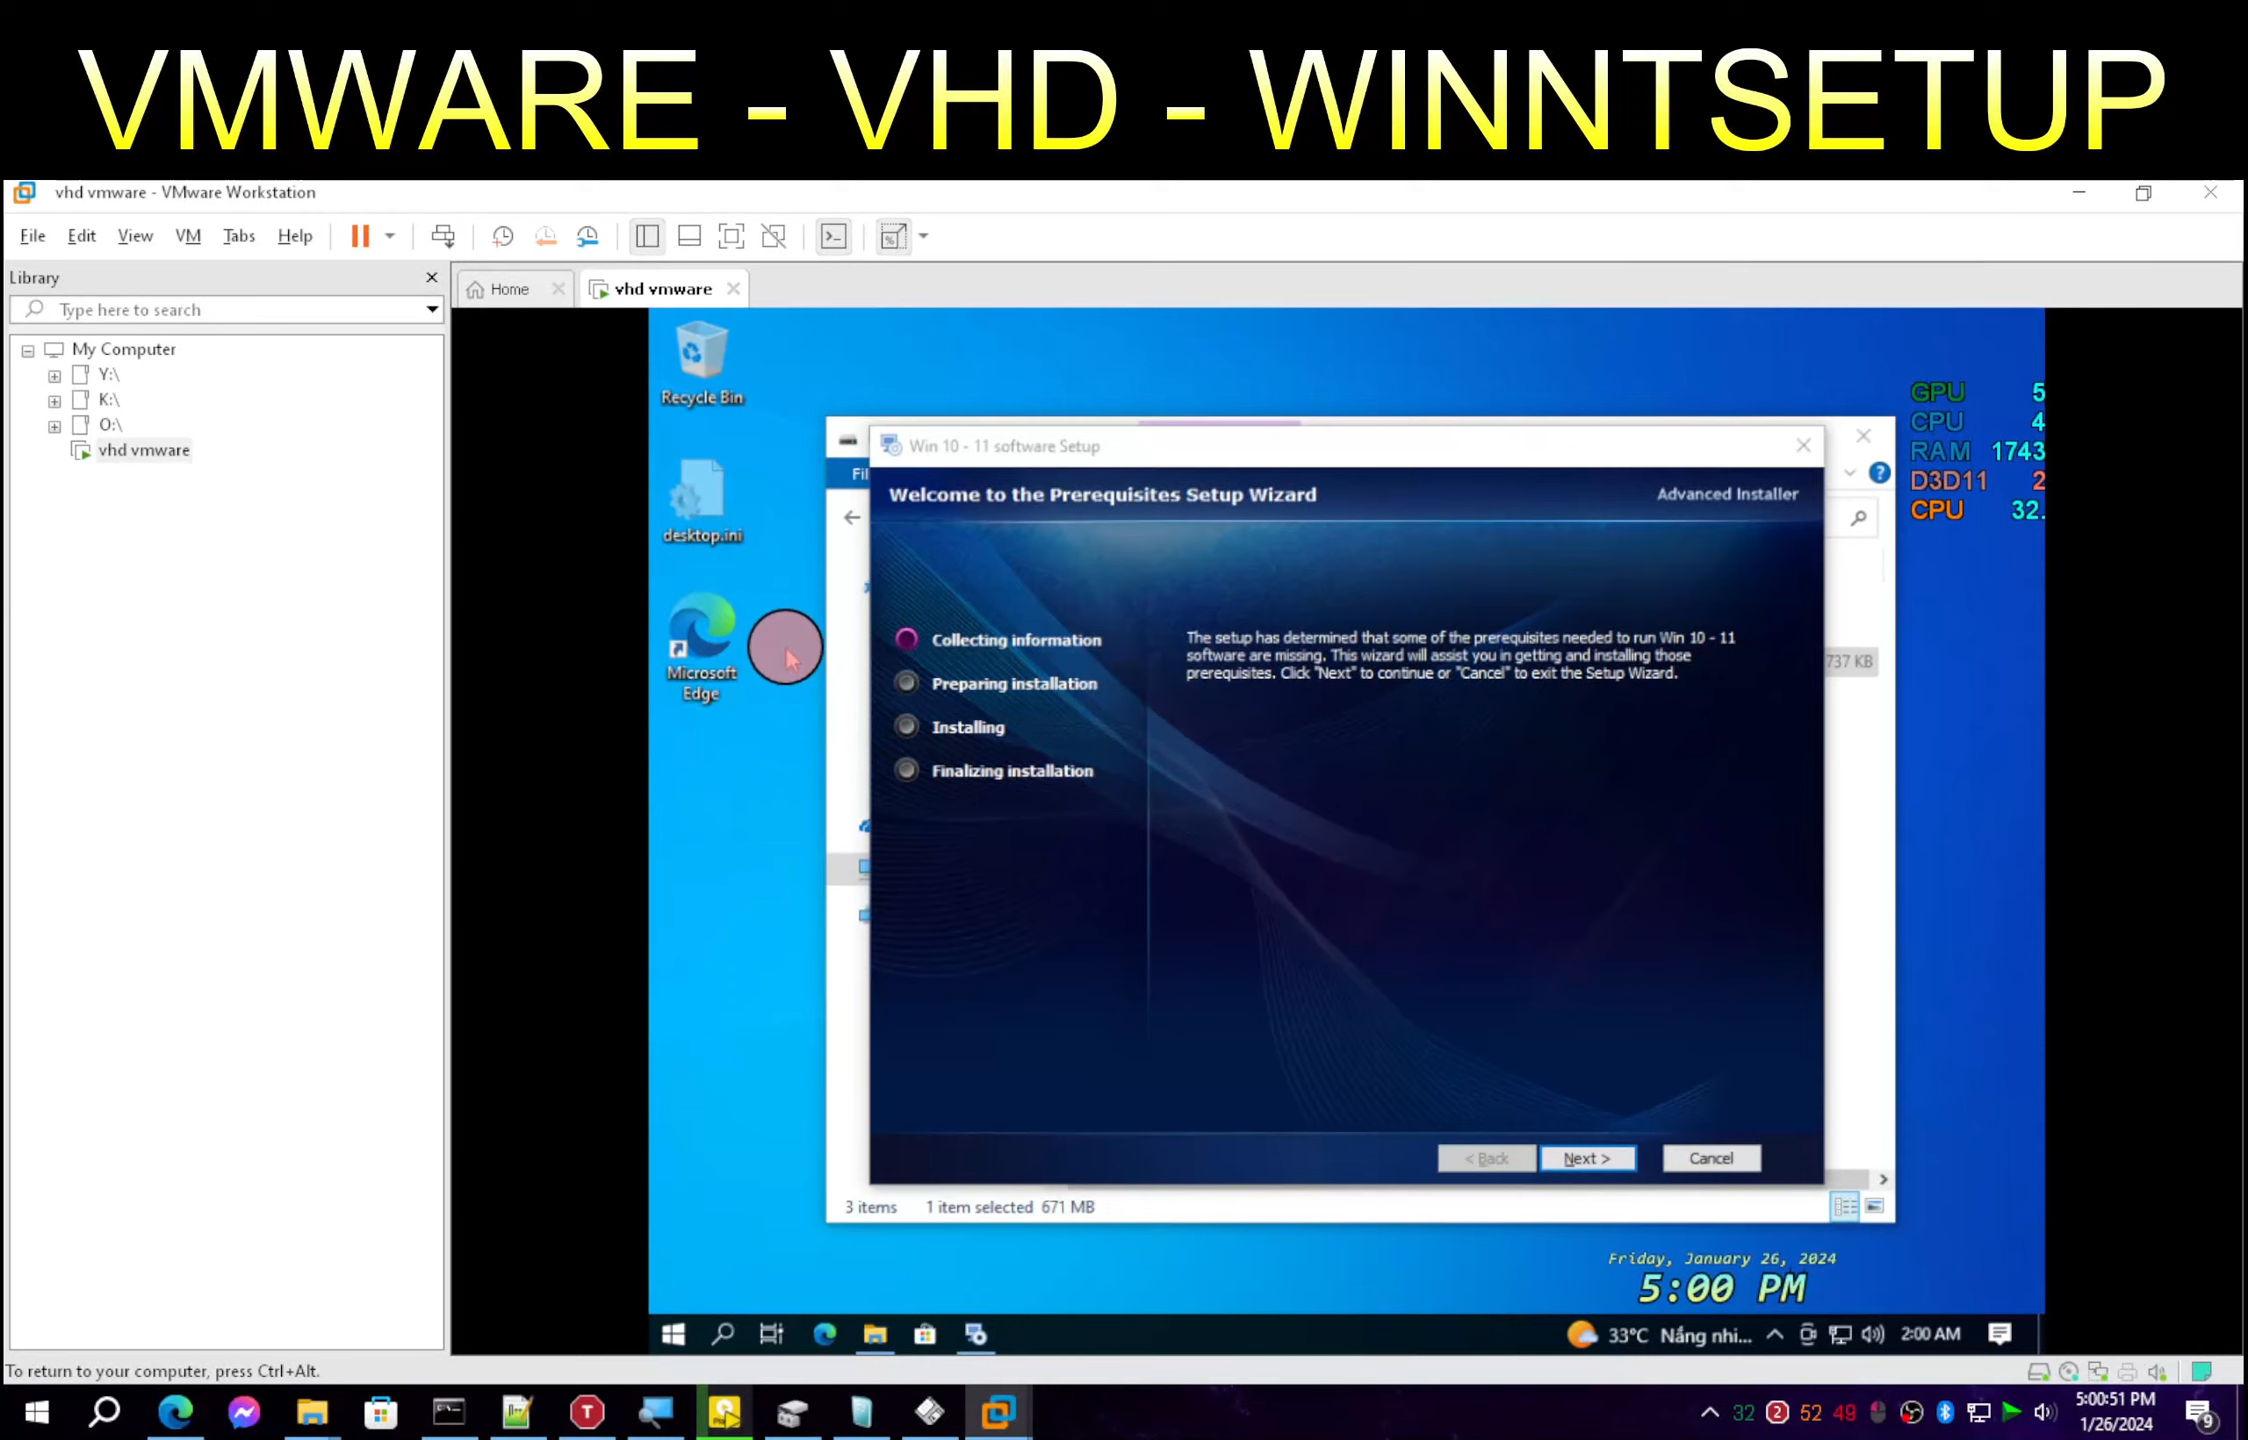 VMWARE - VHD - WINNTSETUP
vhd vmware - VMware Workstation
File Edit View VM Tabs Help
Library
Type here to search
My Computer
Y:\
K:\
O:\
vhd vmware
Home
vhd vmware
Recycle Bin
desktop.ini
Microsoft
Edge
GPU 5
CPU 4
RAM 1743
D3D11 2
CPU 32.
Win 10 - 11 software Setup
Fil
Welcome to the Prerequisites Setup Wizard
Advanced Installer
Collecting information
Preparing installation
Installing
Finalizing installation
The setup has determined that some of the prerequisites needed to run Win 10 - 11
software are missing. This wizard will assist you in getting and installing those
prerequisites. Click "Next" to continue or "Cancel" to exit the Setup Wizard.
737 KB
< Back Next > Cancel
3 items 1 item selected 671 MB
Friday, January 26, 2024
5:00 PM
33°C Nắng nhi... 2:00 AM
To return to your computer, press Ctrl+Alt.
32 2 52 49
5:00:51 PM
1/26/2024
9